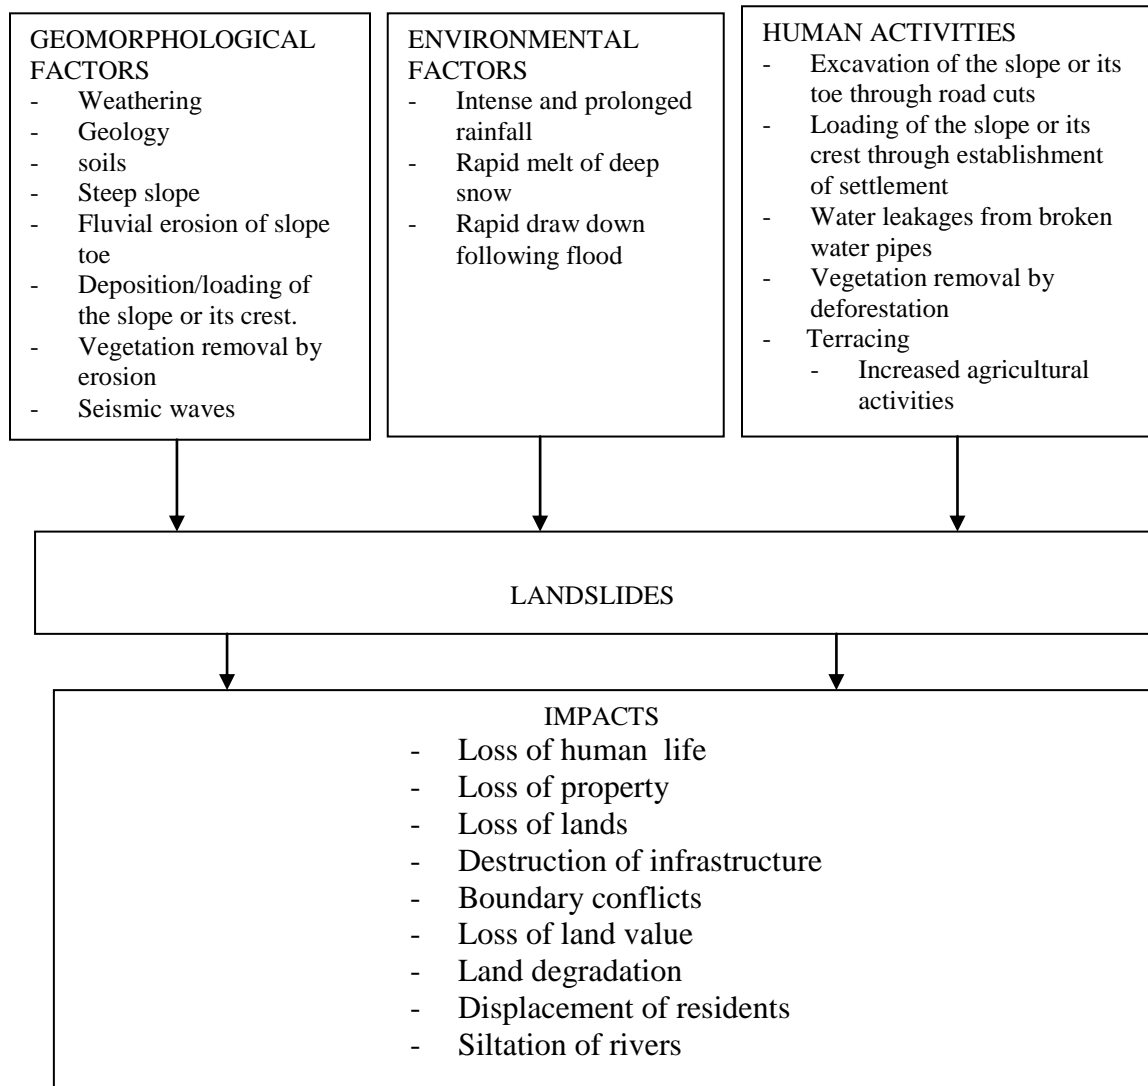 GEOMORPHOLOGICAL
FACTORS
- Weathering
- Geology
- soils
- Steep slope
- Fluvial erosion of slope
toe
- Deposition/loading of
the slope or its crest.
- Vegetation removal by
erosion
- Seismic waves
ENVIRONMENTAL
FACTORS
- Intense and prolonged
rainfall
- Rapid melt of deep
snow
- Rapid draw down
following flood
HUMAN ACTIVITIES
- Excavation of the slope or its
toe through road cuts
- Loading of the slope or its
crest through establishment
of settlement
- Water leakages from broken
water pipes
- Vegetation removal by
deforestation
- Terracing
- Increased agricultural
activities
LANDSLIDES
IMPACTS
- Loss of human life
- Loss of property
- Loss of lands
- Destruction of infrastructure
- Boundary conflicts
- Loss of land value
- Land degradation
- Displacement of residents
- Siltation of rivers